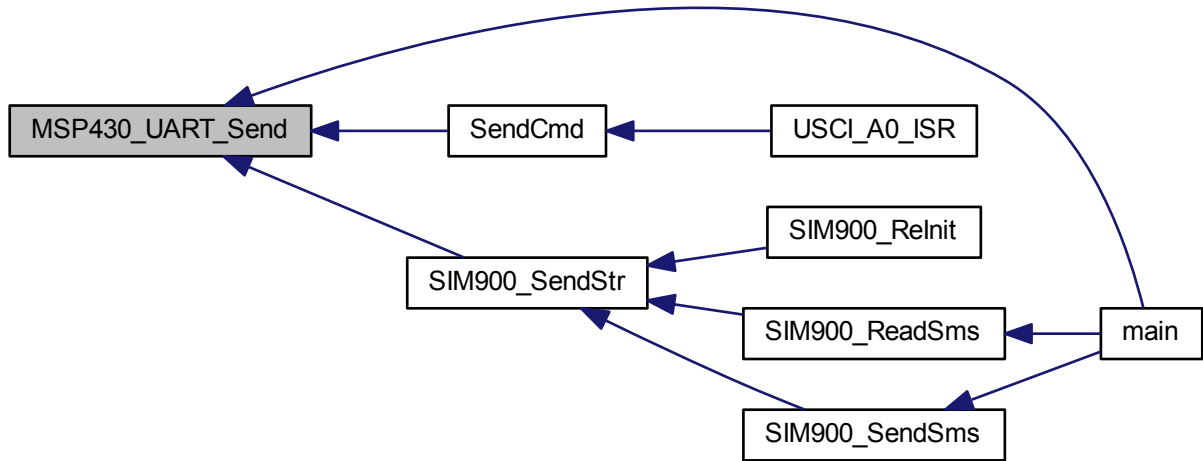 MSP430_UART_Send
SendCmd
USCI_A0_ISR
SIM900_ReInit
SIM900_SendStr
SIM900_ReadSms
main
SIM900_SendSms